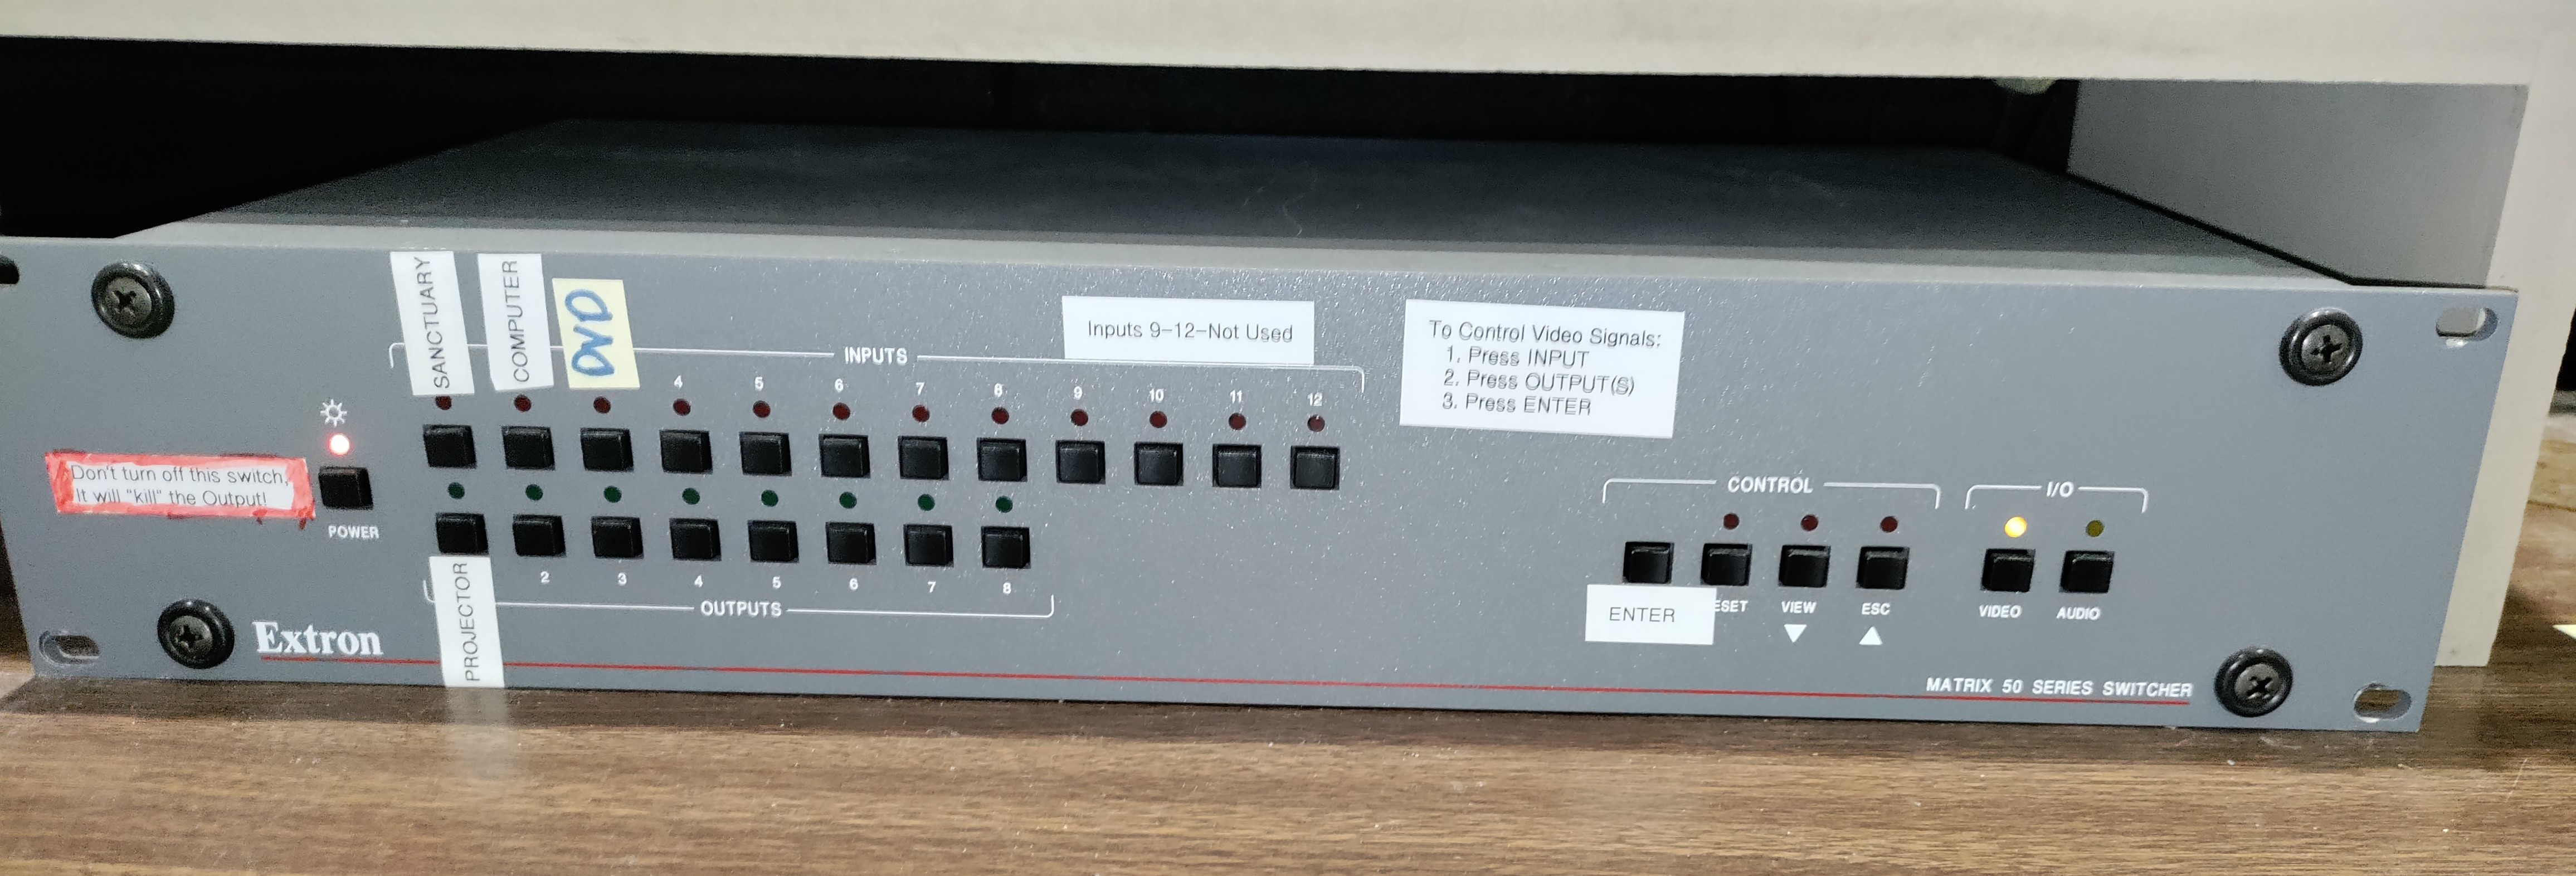 SANCTUARY
COMPUTER
DVD
Inputs 9-12-Not Used
To Control Video Signals:
1. Press INPUT
2. Press OUTPUT(S)
3. Press ENTER
INPUTS
4 5 6 7 8 9 10 11 12
Don't turn off this switch,
It will "kill" the Output!
POWER
CONTROL
I/O
2 3 4 5 6 7 8
OUTPUTS
PROJECTOR
ENTER
ESET
VIEW
ESC
VIDEO
AUDIO
Extron
MATRIX 50 SERIES SWITCHER